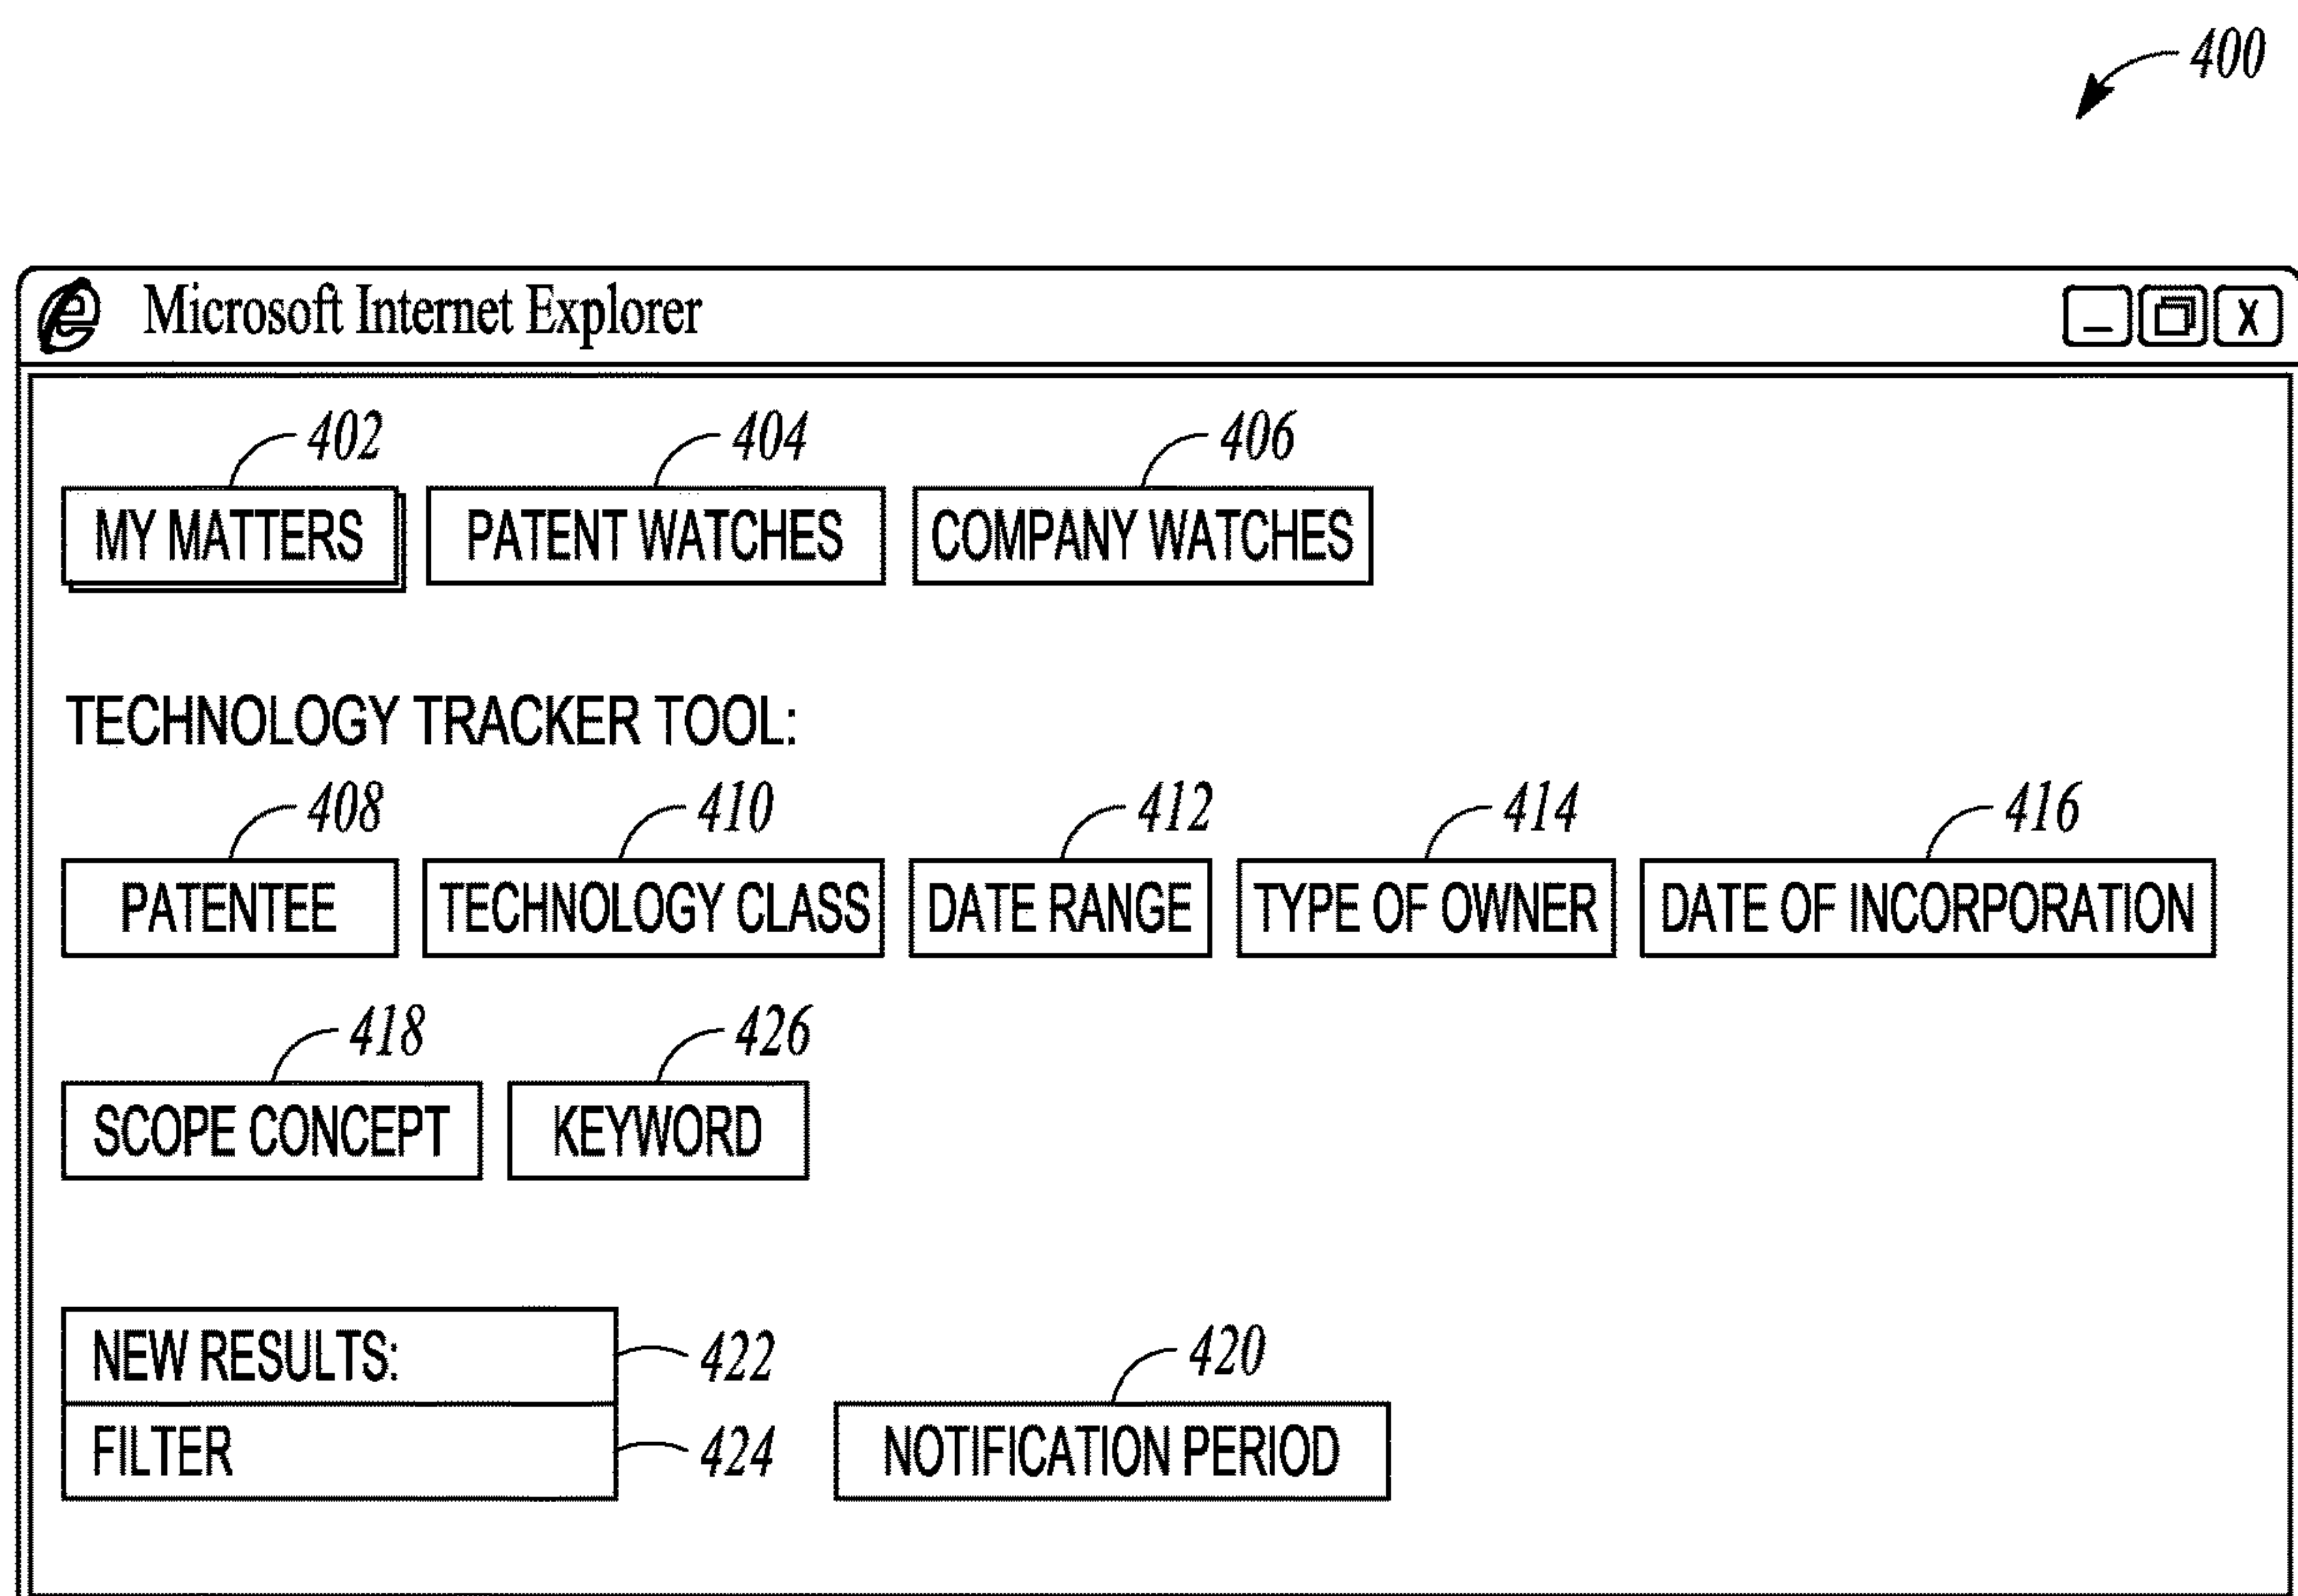 400
Microsoft Internet Explorer
402 404 406
MY MATTERS PATENT WATCHES COMPANY WATCHES
TECHNOLOGY TRACKER TOOL:
408 410 412 414 416
PATENTEE TECHNOLOGY CLASS DATE RANGE TYPE OF OWNER DATE OF INCORPORATION
418 426
SCOPE CONCEPT KEYWORD
NEW RESULTS: 422 420
FILTER 424 NOTIFICATION PERIOD